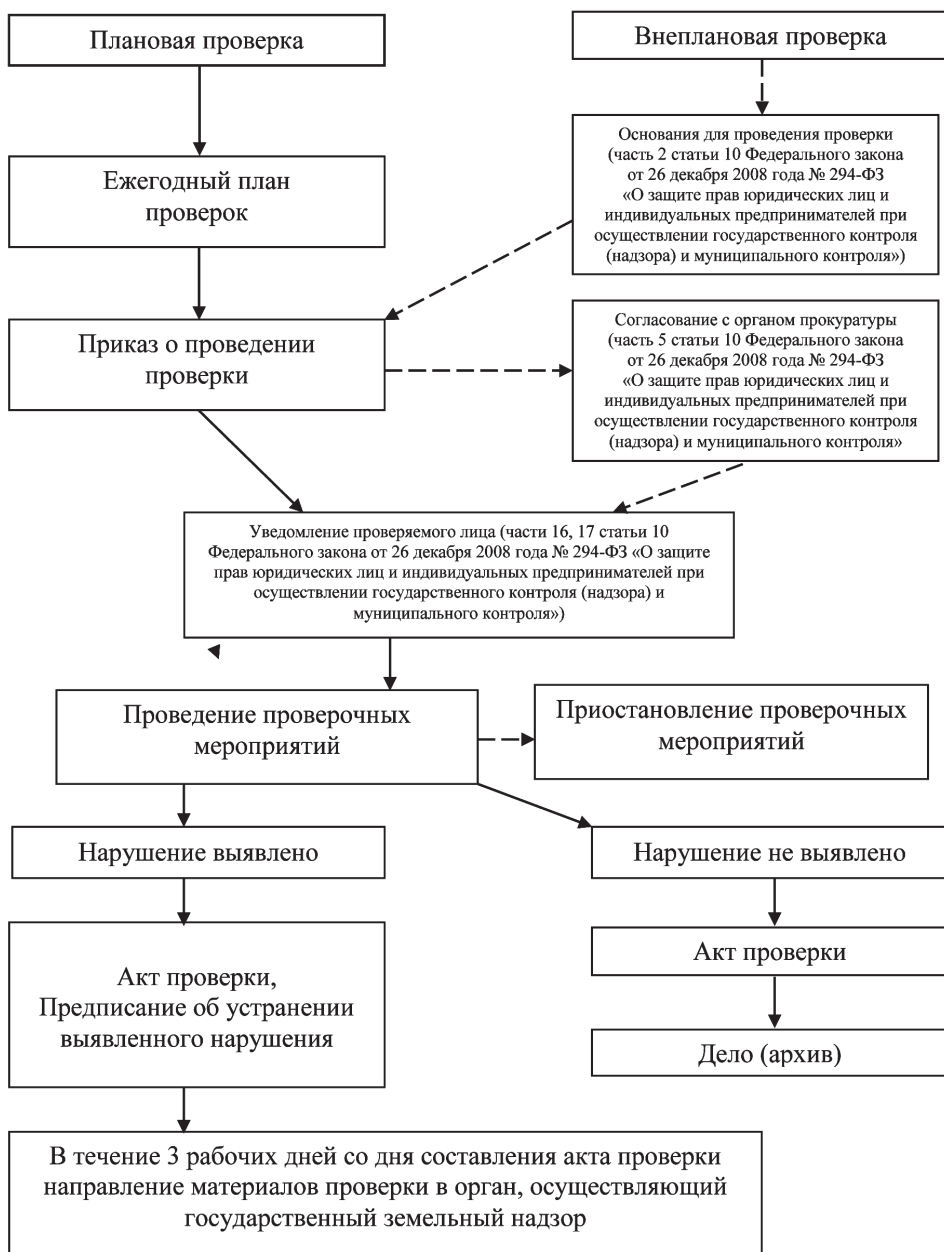 Плановая проверка
Внеплановая проверка
Основания для проведения проверки
(часть 2 статьи 10 Федерального закона
от 26 декабря 2008 года № 294-ФЗ
«О защите прав юридических лиц и
индивидуальных предпринимателей при
осуществлении государственного контроля
(надзора) и муниципального контроля»)
Ежегодный план
проверок
Приказ о проведении
проверки
Согласование с органом прокуратуры
(часть 5 статьи 10 Федерального закона
от 26 декабря 2008 года № 294-ФЗ
«О защите прав юридических лиц и
индивидуальных предпринимателей при
осуществлении государственного контроля
(надзора) и муниципального контроля»
Уведомление проверяемого лица (части 16, 17 статьи 10
Федерального закона от 26 декабря 2008 года № 294-ФЗ «О защите
прав юридических лиц и индивидуальных предпринимателей при
осуществлении государственного контроля (надзора) и
муниципального контроля»)
Проведение проверочных
мероприятий
Приостановление проверочных
мероприятий
Нарушение выявлено
Нарушение не выявлено
Акт проверки,
Предписание об устранении
выявленного нарушения
Акт проверки
Дело (архив)
В течение 3 рабочих дней со дня составления акта проверки
направление материалов проверки в орган, осуществляющий
государственный земельный надзор